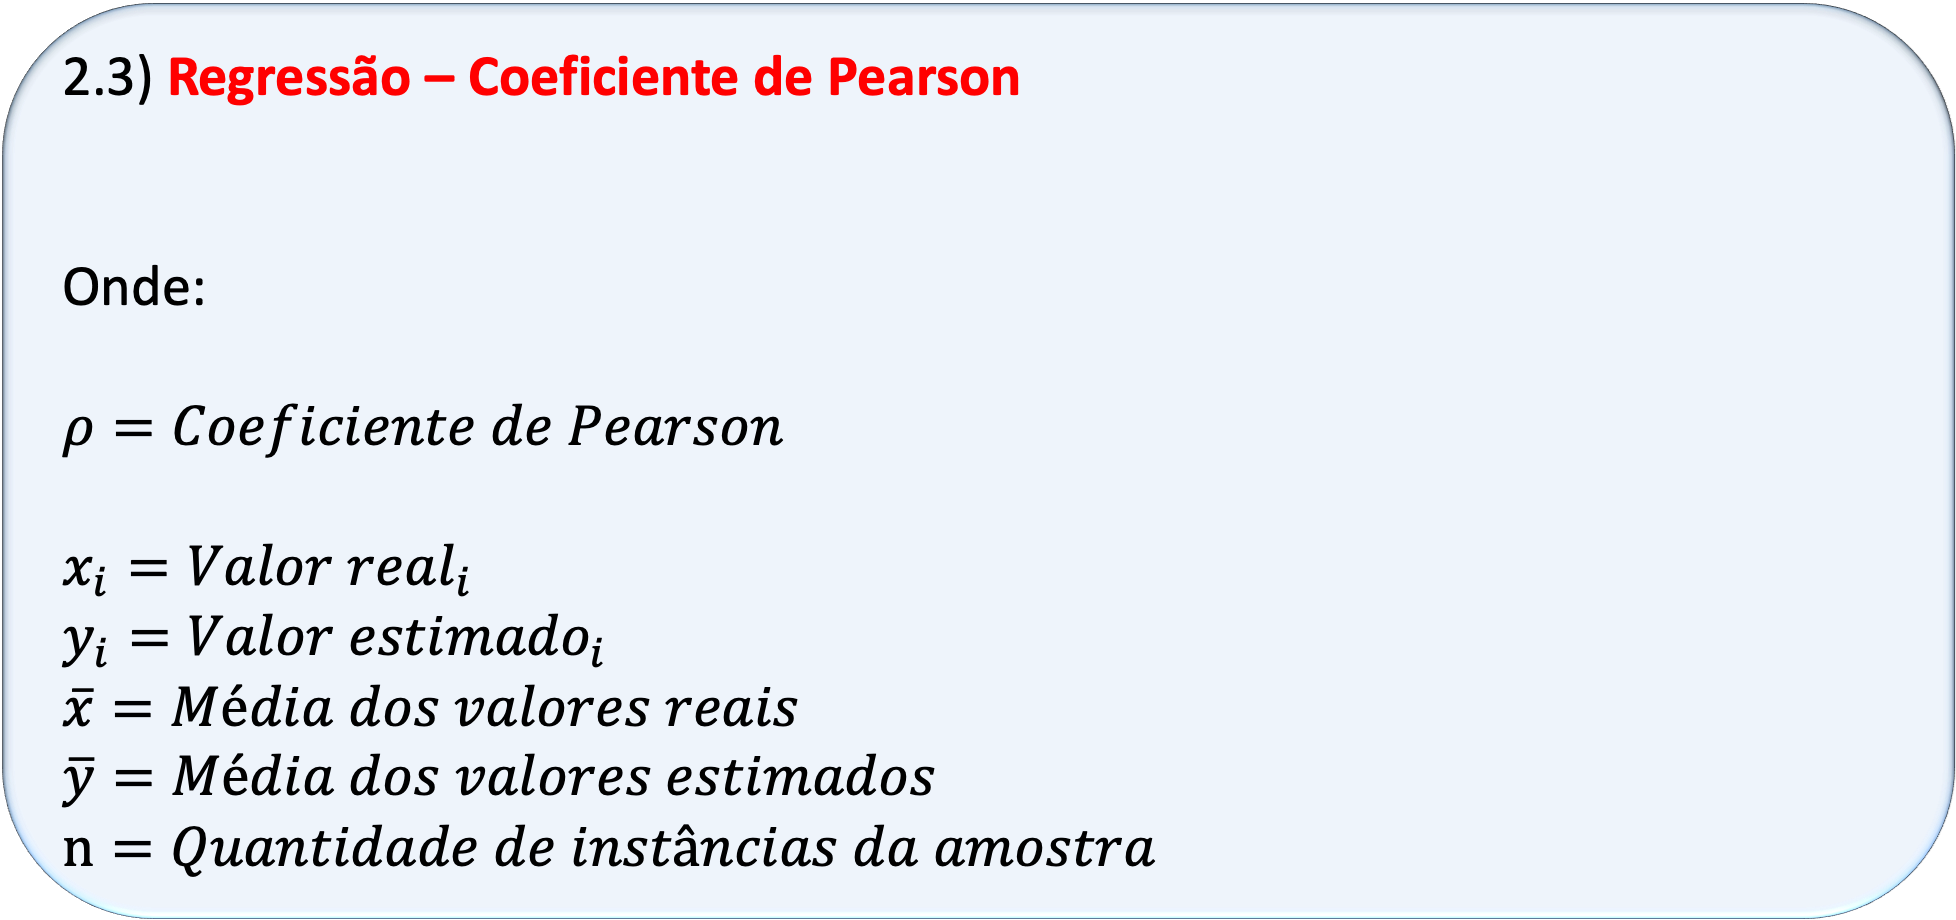 2.3) Regressão – Coeficiente de Pearson
Onde:
ρ = Coeficiente de Pearson
xᵢ = Valor realᵢ
yᵢ = Valor estimadoᵢ
x̄ = Média dos valores reais
ȳ = Média dos valores estimados
n = Quantidade de instâncias da amostra